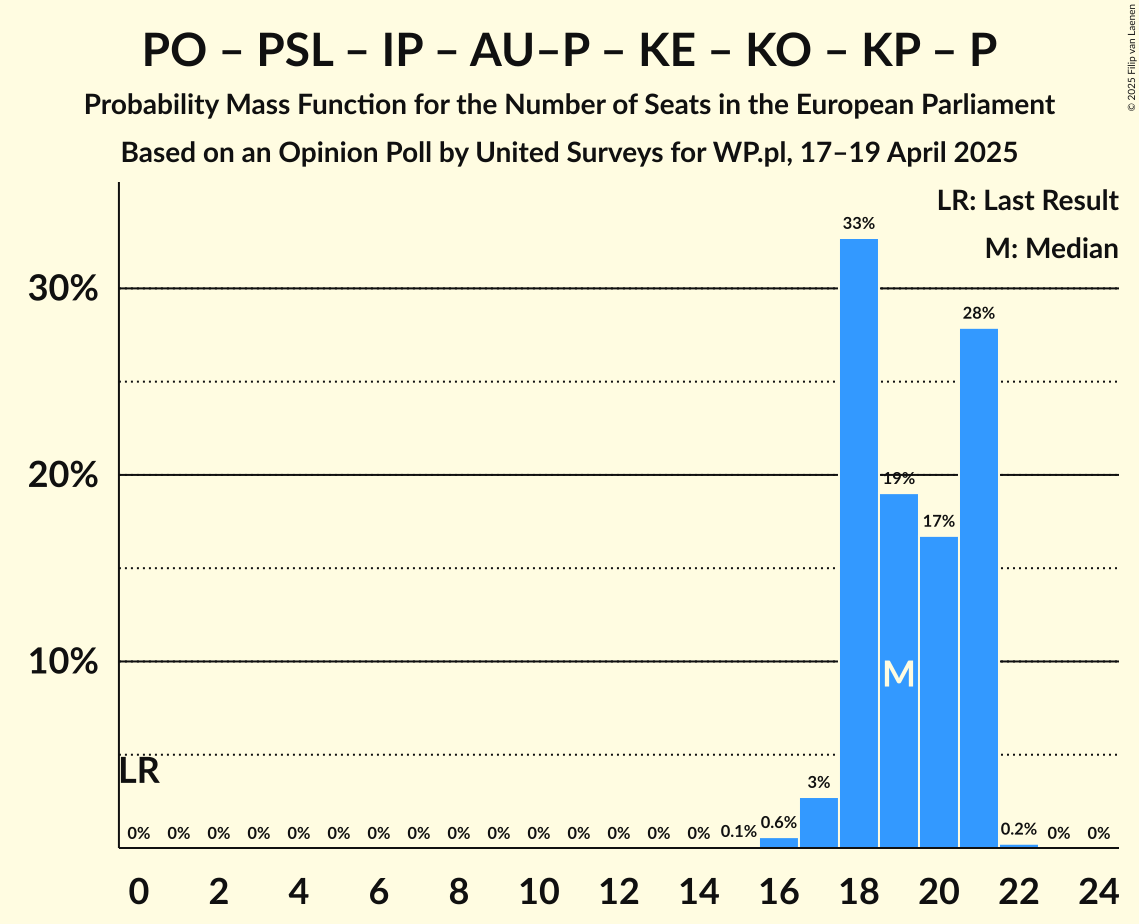 PO – PSL – IP – AU–P – KE – KO – KP – P
Probability Mass Function for the Number of Seats in the European Parliament
Based on an Opinion Poll by United Surveys for WP.pl, 17–19 April 2025
© 2025 Filip van Laenen
LR: Last Result
M: Median
33%
30%
28%
20%
19%
17%
10%
M
LR
3%
0% 0% 0% 0% 0% 0% 0% 0% 0% 0% 0% 0% 0% 0% 0% 0.1% 0.6% 0.2% 0% 0%
0 2 4 6 8 10 12 14 16 18 20 22 24